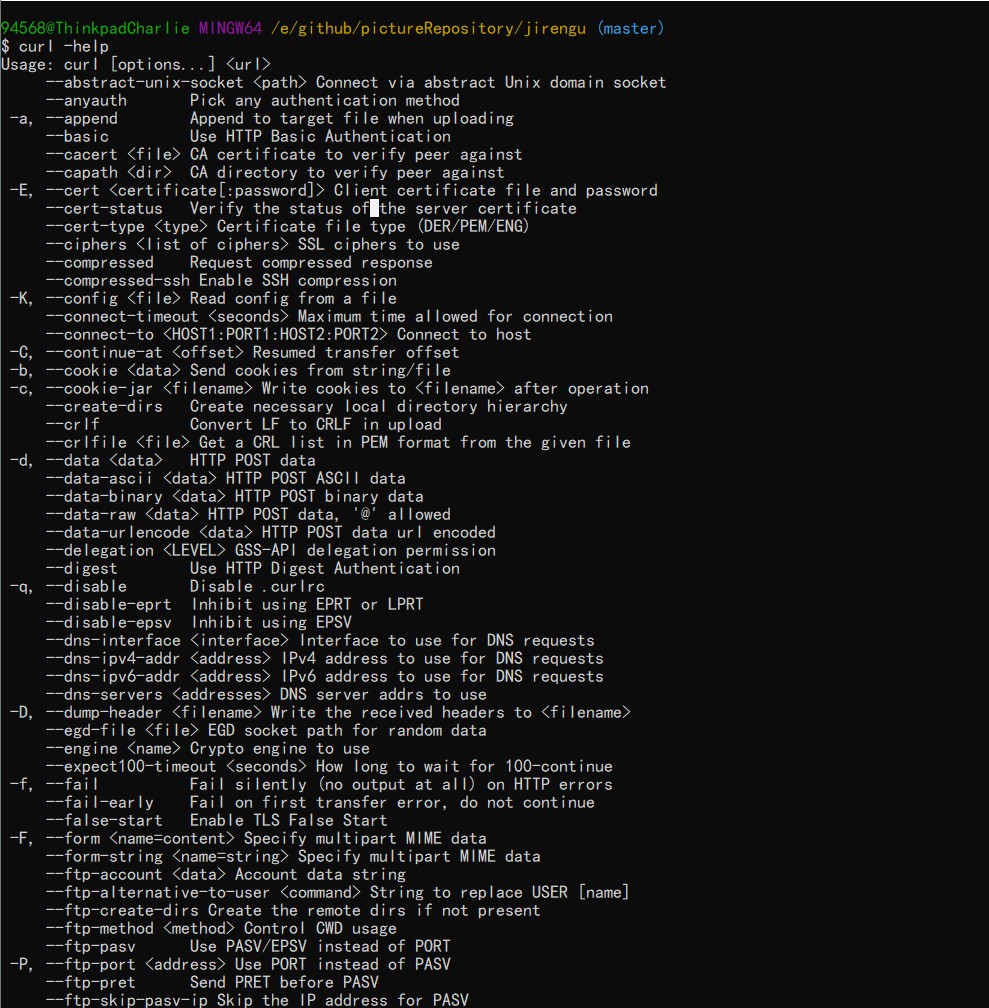 94568@ThinkpadCharlie MINGW64 /e/github/pictureRepository/jirengu (master)
$ curl -help
Usage: curl [options...] <url>
     --abstract-unix-socket <path> Connect via abstract Unix domain socket
     --anyauth       Pick any authentication method
 -a, --append        Append to target file when uploading
     --basic         Use HTTP Basic Authentication
     --cacert <file> CA certificate to verify peer against
     --capath <dir>  CA directory to verify peer against
 -E, --cert <certificate[:password]> Client certificate file and password
     --cert-status   Verify the status of the server certificate
     --cert-type <type> Certificate file type (DER/PEM/ENG)
     --ciphers <list of ciphers> SSL ciphers to use
     --compressed    Request compressed response
     --compressed-ssh Enable SSH compression
 -K, --config <file> Read config from a file
     --connect-timeout <seconds> Maximum time allowed for connection
     --connect-to <HOST1:PORT1:HOST2:PORT2> Connect to host
 -C, --continue-at <offset> Resumed transfer offset
 -b, --cookie <data> Send cookies from string/file
 -c, --cookie-jar <filename> Write cookies to <filename> after operation
     --create-dirs   Create necessary local directory hierarchy
     --crlf          Convert LF to CRLF in upload
     --crlfile <file> Get a CRL list in PEM format from the given file
 -d, --data <data>   HTTP POST data
     --data-ascii <data> HTTP POST ASCII data
     --data-binary <data> HTTP POST binary data
     --data-raw <data> HTTP POST data, '@' allowed
     --data-urlencode <data> HTTP POST data url encoded
     --delegation <LEVEL> GSS-API delegation permission
     --digest        Use HTTP Digest Authentication
 -q, --disable       Disable .curlrc
     --disable-eprt  Inhibit using EPRT or LPRT
     --disable-epsv  Inhibit using EPSV
     --dns-interface <interface> Interface to use for DNS requests
     --dns-ipv4-addr <address> IPv4 address to use for DNS requests
     --dns-ipv6-addr <address> IPv6 address to use for DNS requests
     --dns-servers <addresses> DNS server addrs to use
 -D, --dump-header <filename> Write the received headers to <filename>
     --egd-file <file> EGD socket path for random data
     --engine <name> Crypto engine to use
     --expect100-timeout <seconds> How long to wait for 100-continue
 -f, --fail          Fail silently (no output at all) on HTTP errors
     --fail-early    Fail on first transfer error, do not continue
     --false-start   Enable TLS False Start
 -F, --form <name=content> Specify multipart MIME data
     --form-string <name=string> Specify multipart MIME data
     --ftp-account <data> Account data string
     --ftp-alternative-to-user <command> String to replace USER [name]
     --ftp-create-dirs Create the remote dirs if not present
     --ftp-method <method> Control CWD usage
     --ftp-pasv      Use PASV/EPSV instead of PORT
 -P, --ftp-port <address> Use PORT instead of PASV
     --ftp-pret      Send PRET before PASV
     --ftp-skip-pasv-ip Skip the IP address for PASV